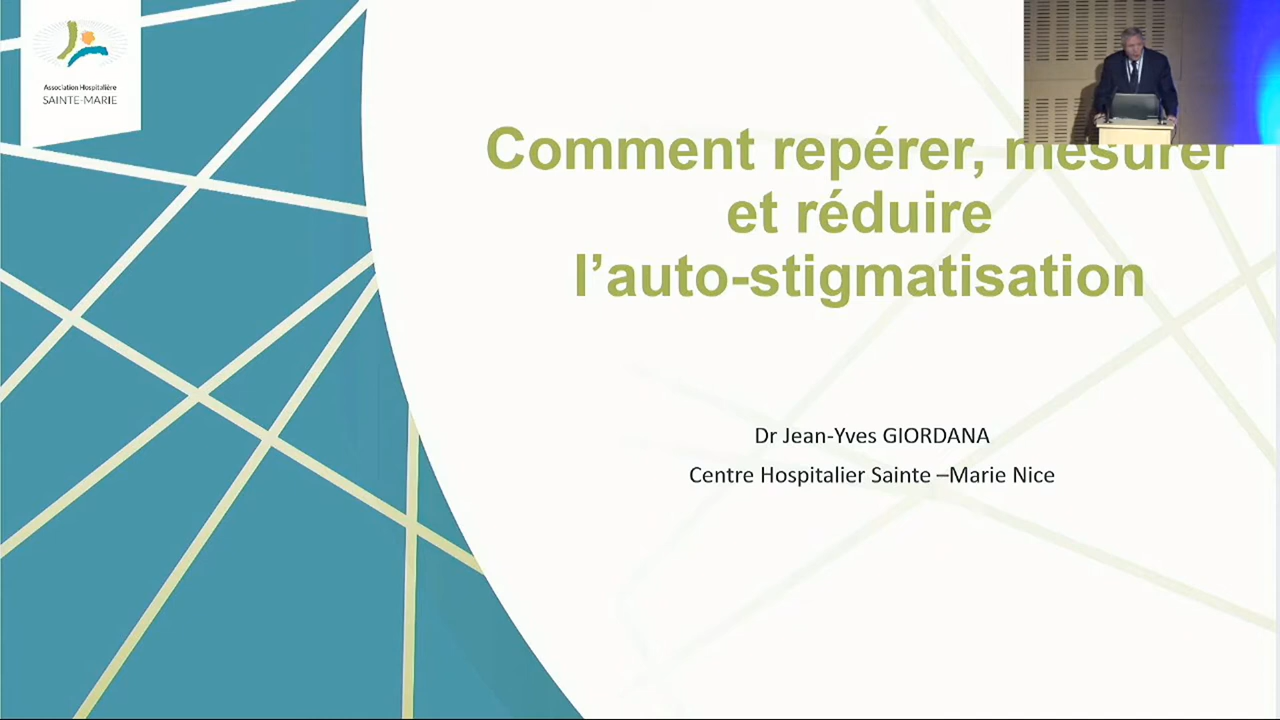 Association Hospitalière
SAINTE-MARIE
Comment repérer, mesurer
et réduire
l'auto-stigmatisation
Dr Jean-Yves GIORDANA
Centre Hospitalier Sainte –Marie Nice